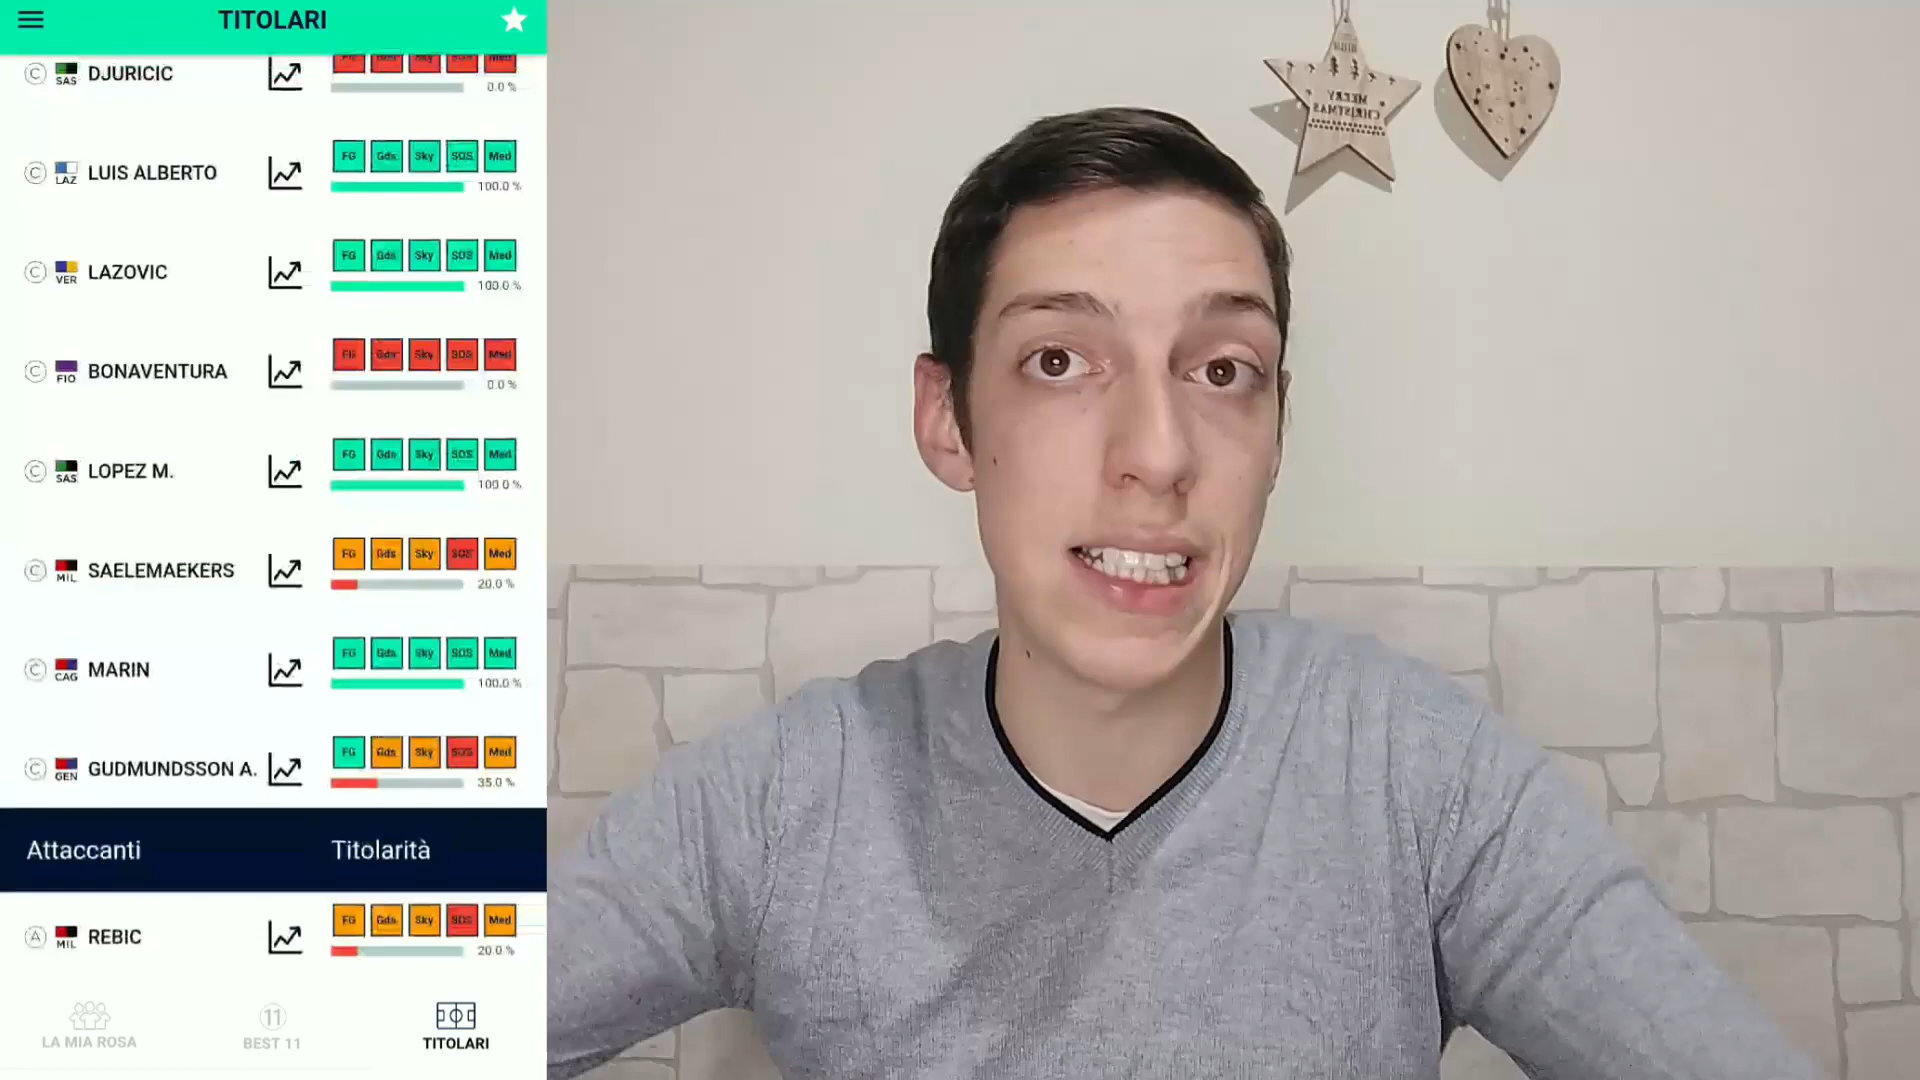 TITOLARI
SAS DJURICIC
0.0 %
FG Gds Sky SOS Med
LAZ LUIS ALBERTO
100.0 %
FG Gds Sky SOS Med
VER LAZOVIC
100.0 %
FG Gds Sky SOS Med
FIO BONAVENTURA
0.0 %
FG Gds Sky SOS Med
SAS LOPEZ M.
100.0 %
FG Gds Sky SOS Med
MIL SAELEMAEKERS
20.0 %
FG Gds Sky SOS Med
CAG MARIN
100.0 %
FG Gds Sky SOS Med
GEN GUDMUNDSSON A.
35.0 %
Attaccanti Titolarità
FG Gds Sky SOS Med
A MIL REBIC
20.0 %
LA MIA ROSA
11
BEST 11
TITOLARI
MERRY
CHRISTMAS